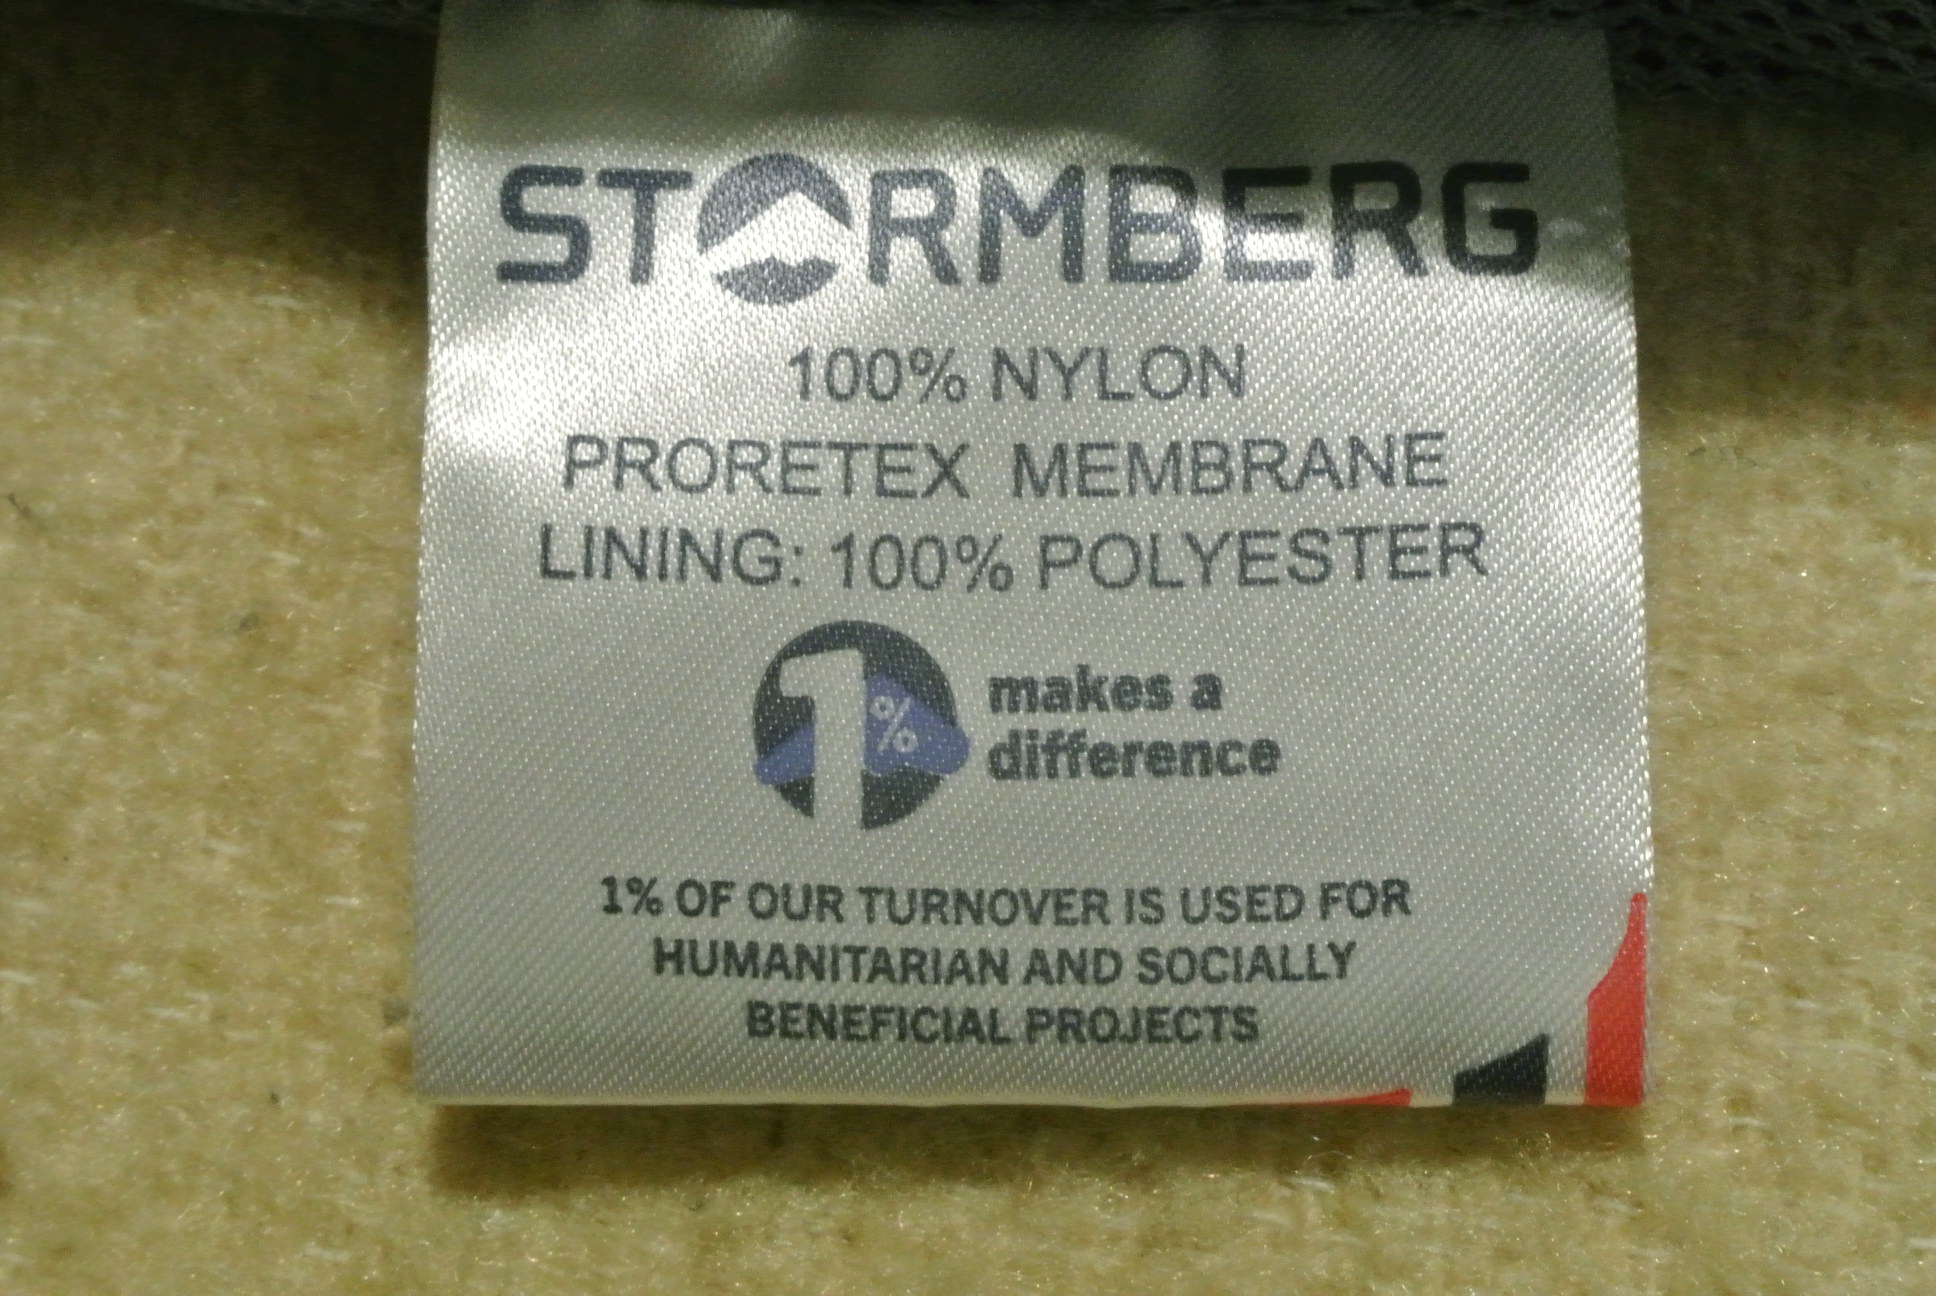 STORMBERG
100% NYLON
PRORETEX MEMBRANE
LINING: 100% POLYESTER
1% makes a
difference
1% OF OUR TURNOVER IS USED FOR
HUMANITARIAN AND SOCIALLY
BENEFICIAL PROJECTS